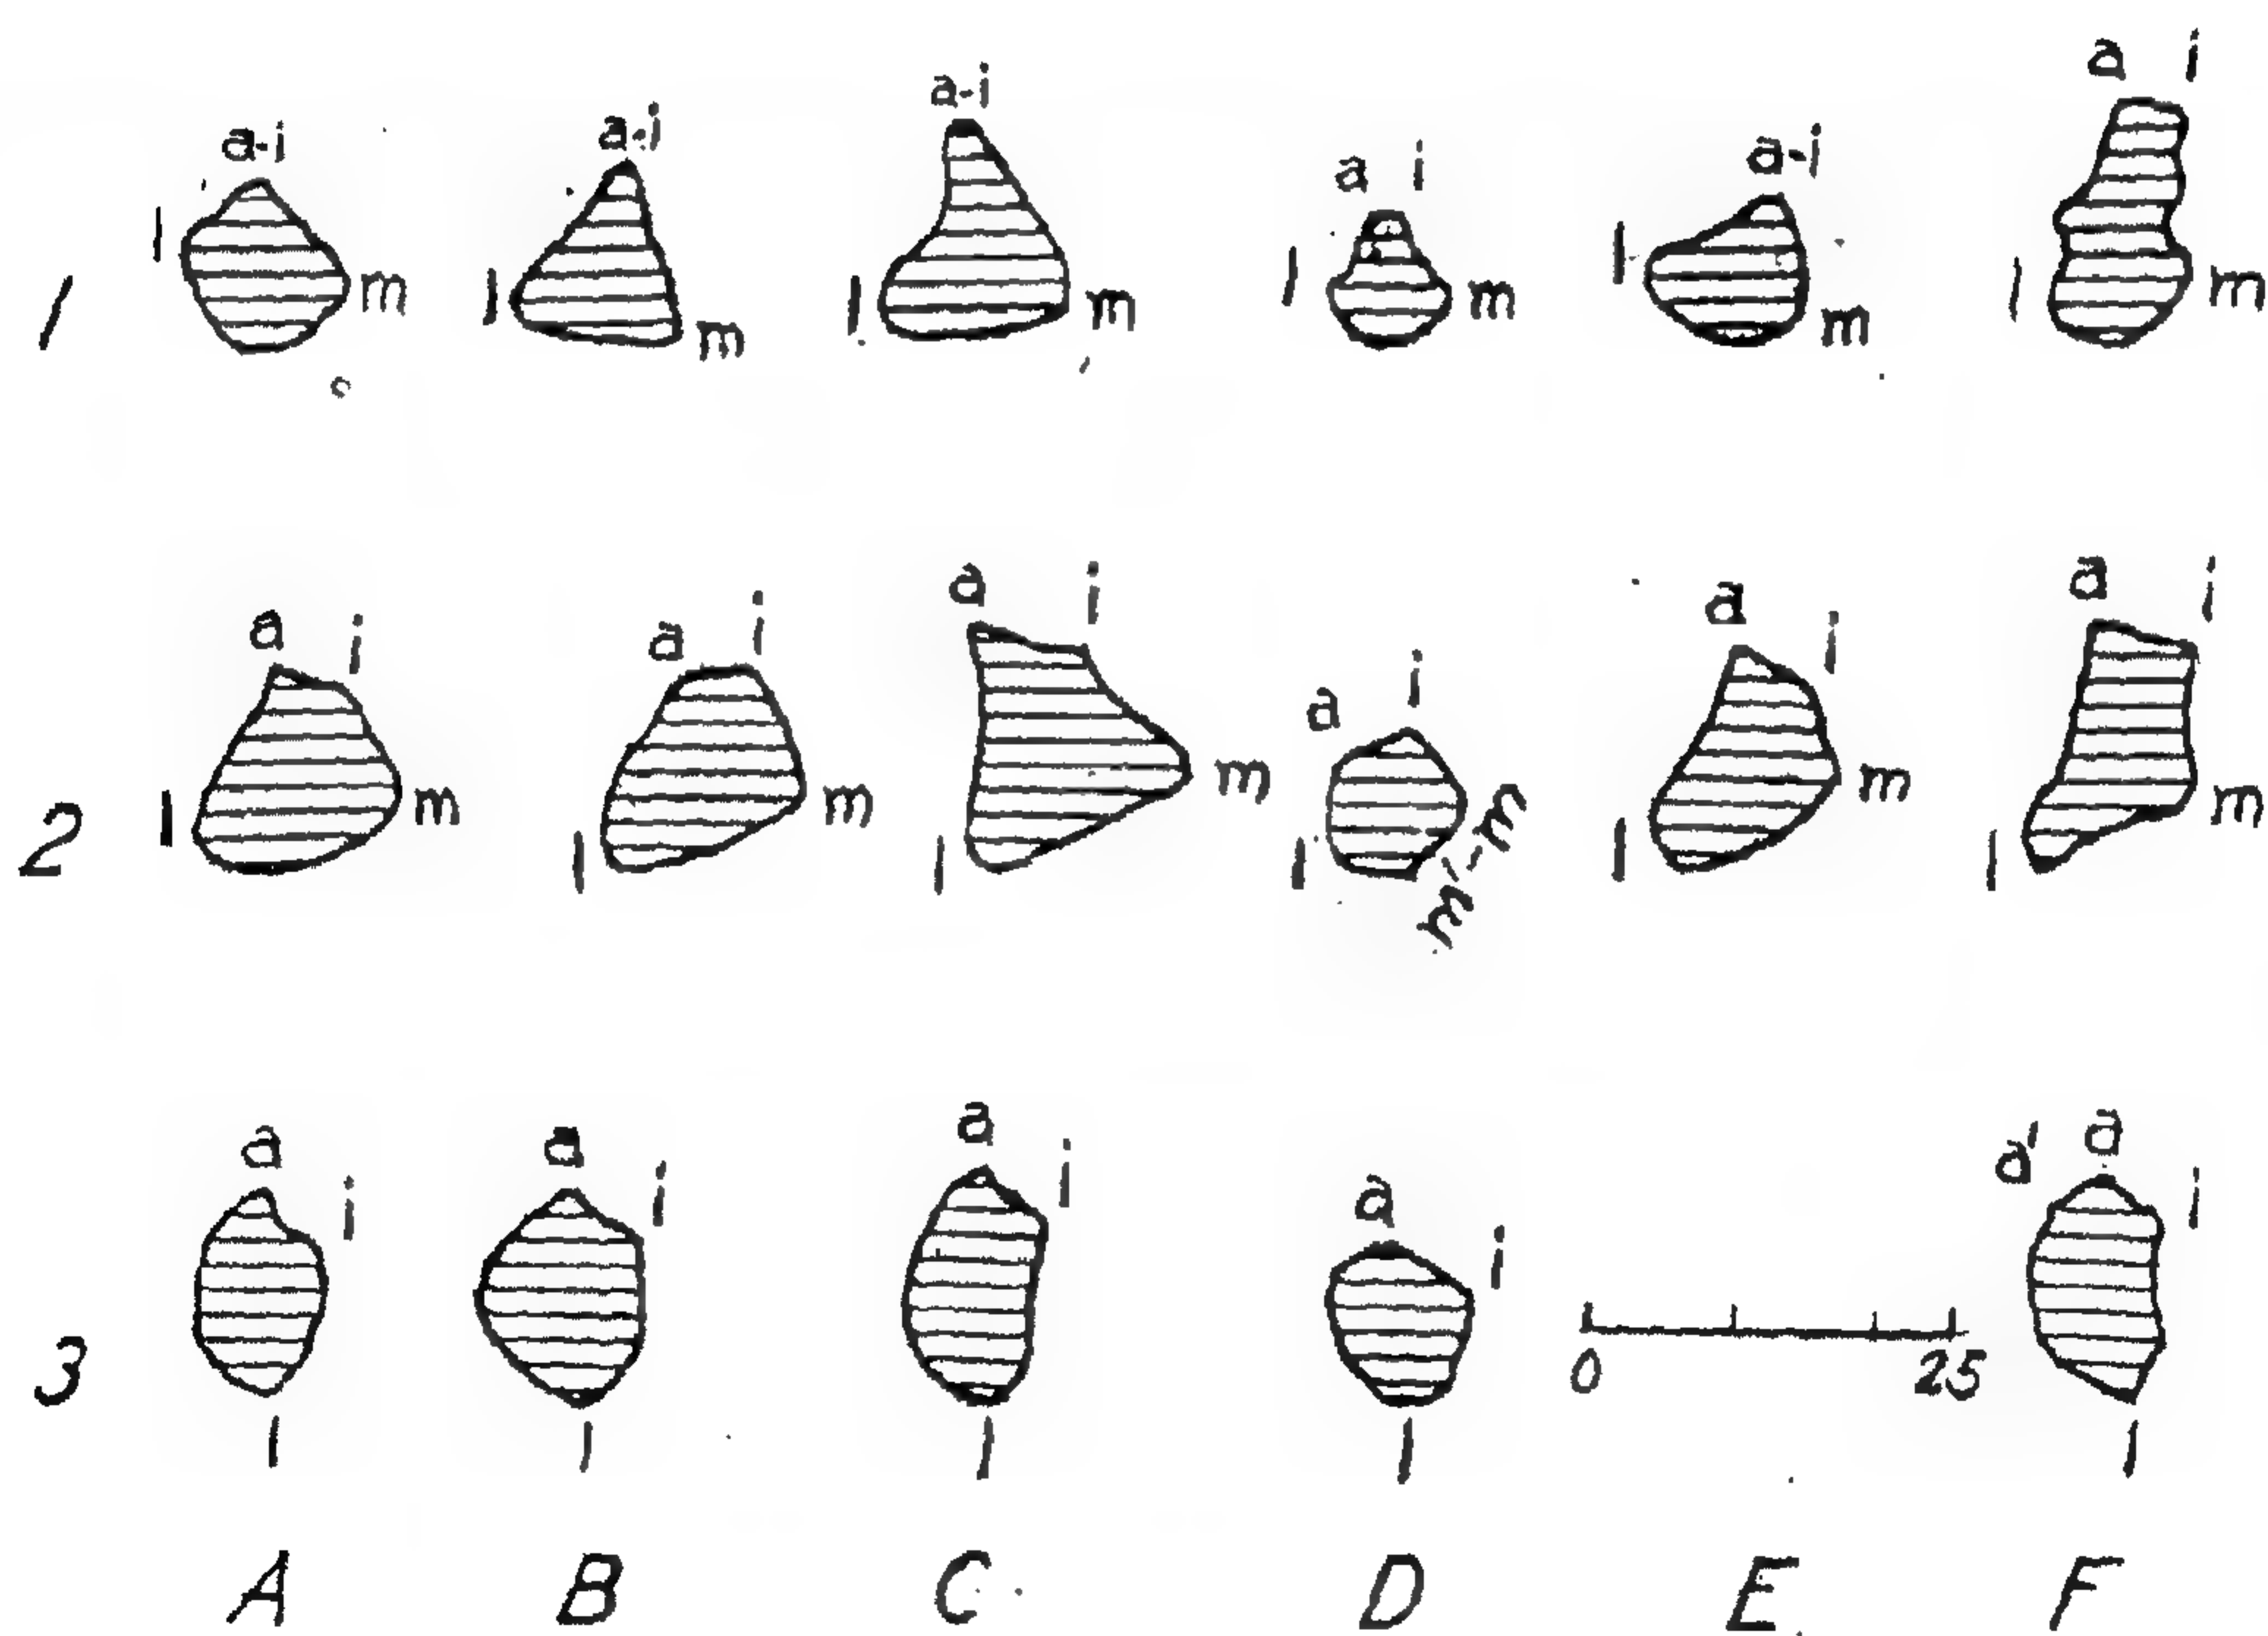 a-i a-i a-i a i a-i a i
1 l m l m l m l m l m l m
a i a i a i a i a i a i
2 l m l m l m l m-m l m l m
a i a i a i a i a' a i
3 0 25
l l l l l
A B C D E F